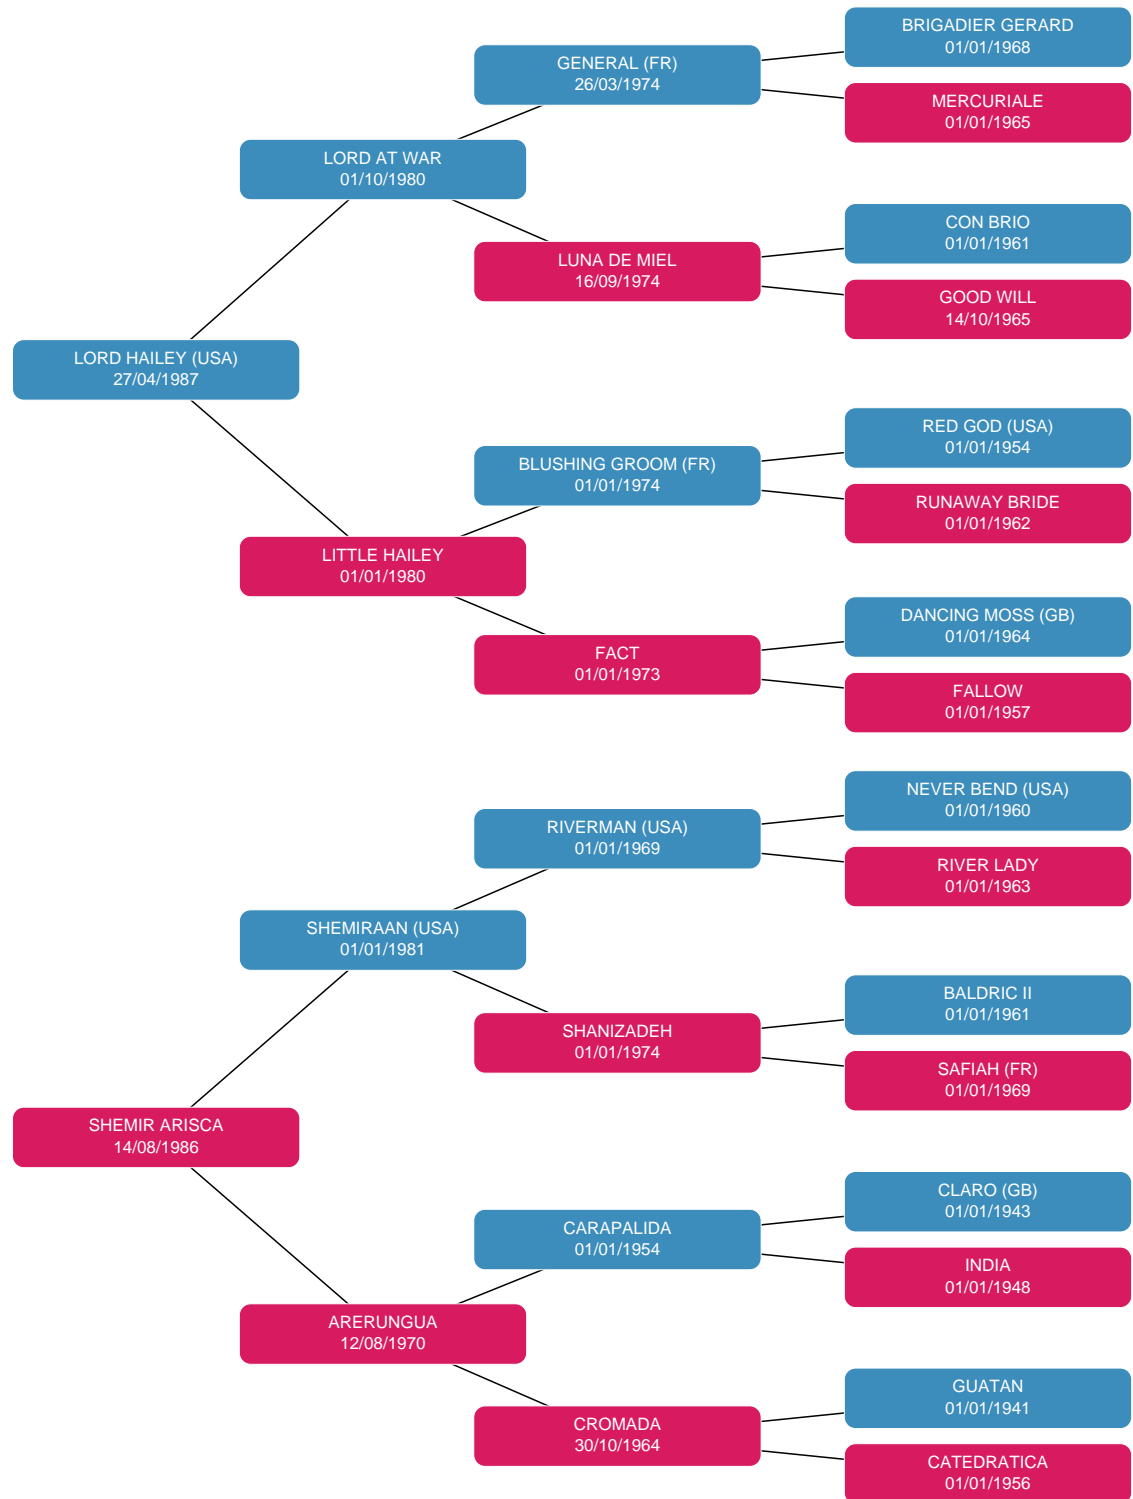 BRIGADIER GERARD
01/01/1968
GENERAL (FR)
26/03/1974
MERCURIALE
01/01/1965
LORD AT WAR
01/10/1980
CON BRIO
01/01/1961
LUNA DE MIEL
16/09/1974
GOOD WILL
14/10/1965
LORD HAILEY (USA)
27/04/1987
RED GOD (USA)
01/01/1954
BLUSHING GROOM (FR)
01/01/1974
RUNAWAY BRIDE
01/01/1962
LITTLE HAILEY
01/01/1980
DANCING MOSS (GB)
01/01/1964
FACT
01/01/1973
FALLOW
01/01/1957
NEVER BEND (USA)
01/01/1960
RIVERMAN (USA)
01/01/1969
RIVER LADY
01/01/1963
SHEMIRAAN (USA)
01/01/1981
BALDRIC II
01/01/1961
SHANIZADEH
01/01/1974
SAFIAH (FR)
01/01/1969
SHEMIR ARISCA
14/08/1986
CLARO (GB)
01/01/1943
CARAPALIDA
01/01/1954
INDIA
01/01/1948
ARERUNGUA
12/08/1970
GUATAN
01/01/1941
CROMADA
30/10/1964
CATEDRATICA
01/01/1956